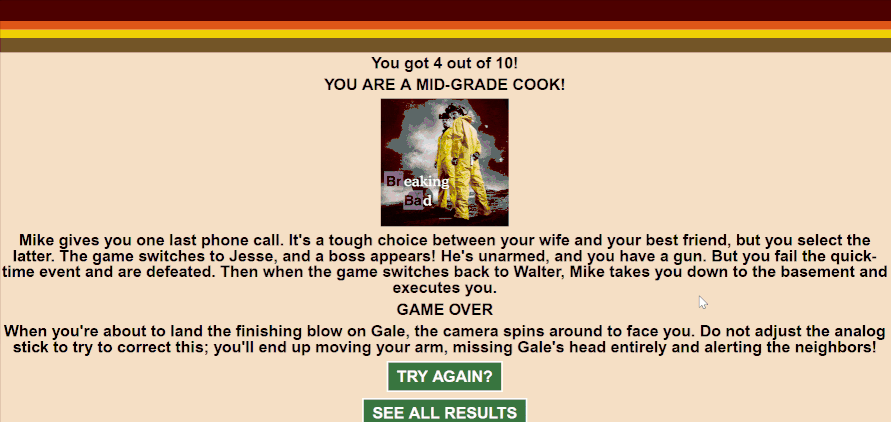 You got 4 out of 10!
YOU ARE A MID-GRADE COOK!
Breaking
Bad
Mike gives you one last phone call. It's a tough choice between your wife and your best friend, but you select the
latter. The game switches to Jesse, and a boss appears! He's unarmed, and you have a gun. But you fail the quick-
time event and are defeated. Then when the game switches back to Walter, Mike takes you down to the basement and
executes you.
GAME OVER
When you're about to land the finishing blow on Gale, the camera spins around to face you. Do not adjust the analog
stick to try to correct this; you'll end up moving your arm, missing Gale's head entirely and alerting the neighbors!
TRY AGAIN?
SEE ALL RESULTS